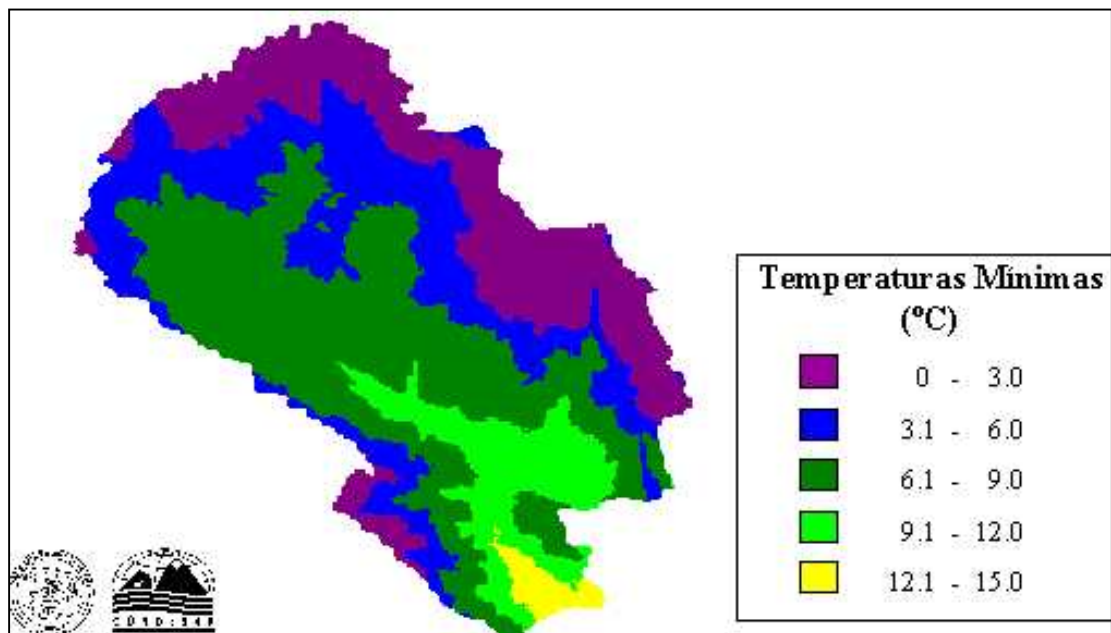 Temperaturas Mínimas
(ºC)
0 - 3.0
3.1 - 6.0
6.1 - 9.0
9.1 - 12.0
12.1 - 15.0